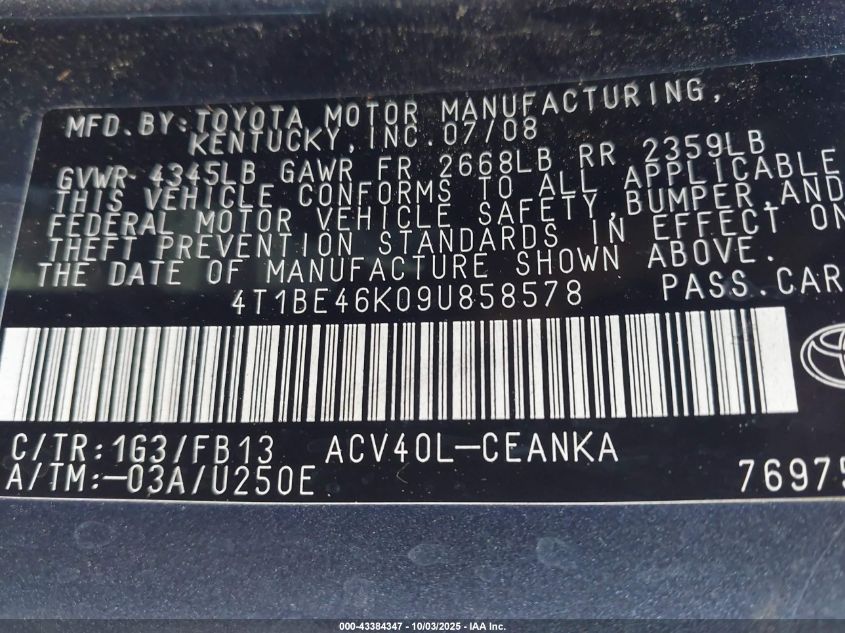 MFD.BY:TOYOTA MOTOR MANUFACTURING,
KENTUCKY,INC.07/08
GVWR 4345LB GAWR FR 2668LB RR 2359LB
THIS VEHICLE CONFORMS TO ALL APPLICABLE
FEDERAL MOTOR VEHICLE SAFETY,BUMPER,AND
THEFT PREVENTION STANDARDS IN EFFECT ON
THE DATE OF MANUFACTURE SHOWN ABOVE.
4T1BE46K09U858578 PASS.CAR
C/TR:1G3/FB13 ACV40L-CEANKA
A/TM:-03A/U250E 76975
000-43384347 - 10/03/2025 - IAA Inc.